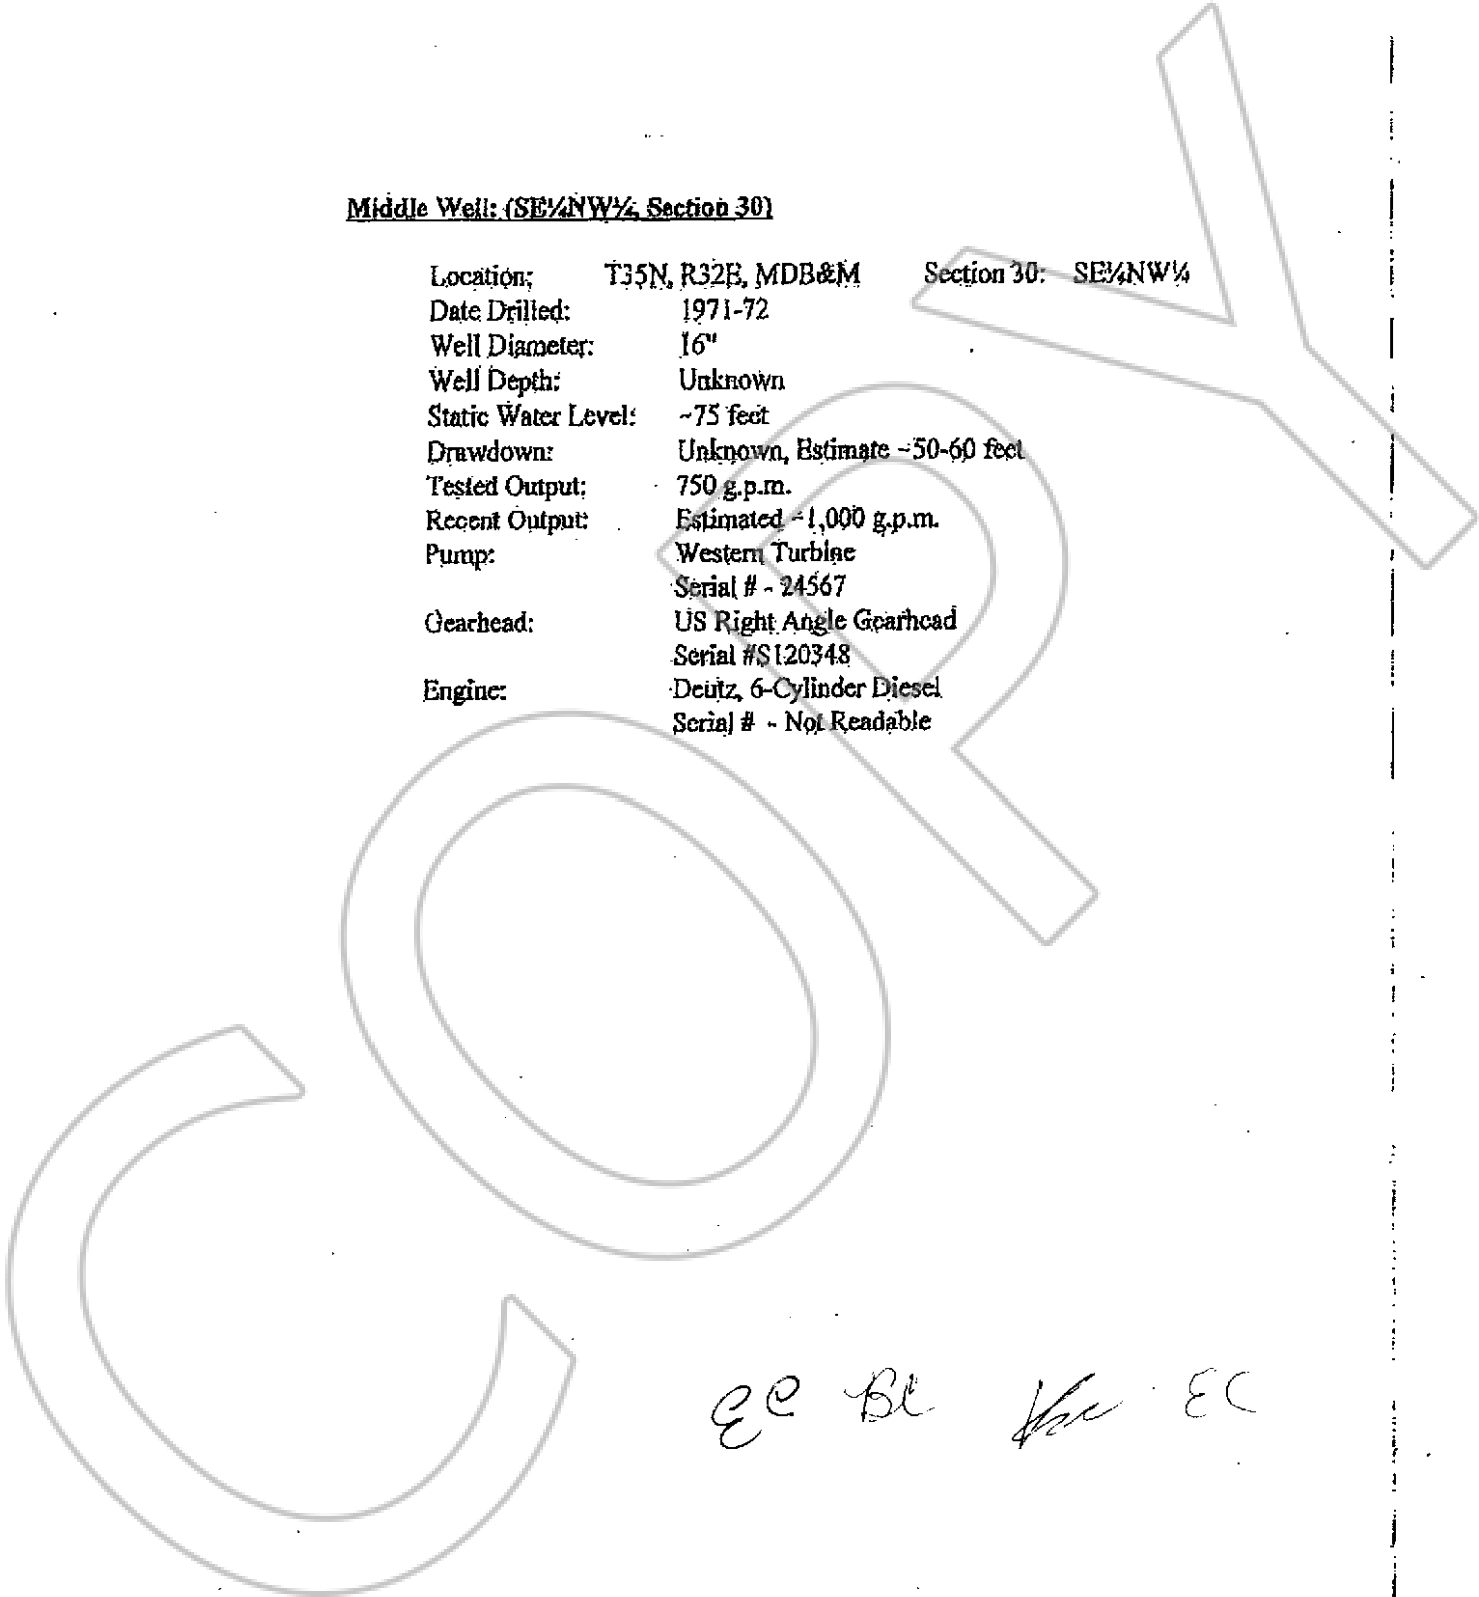 Middle Well: (SE¼NW¼, Section 30)
Location: T35N, R32E, MDB&M Section 30: SE¼NW¼
Date Drilled: 1971-72
Well Diameter: 16"
Well Depth: Unknown
Static Water Level: ~75 feet
Drawdown: Unknown, Estimate ~50-60 feet
Tested Output: 750 g.p.m.
Recent Output: Estimated ~1,000 g.p.m.
Pump: Western Turbine
Serial # - 24567
Gearhead: US Right Angle Gearhead
Serial #S120348
Engine: Deutz, 6-Cylinder Diesel
Serial # - Not Readable
COPY
EC